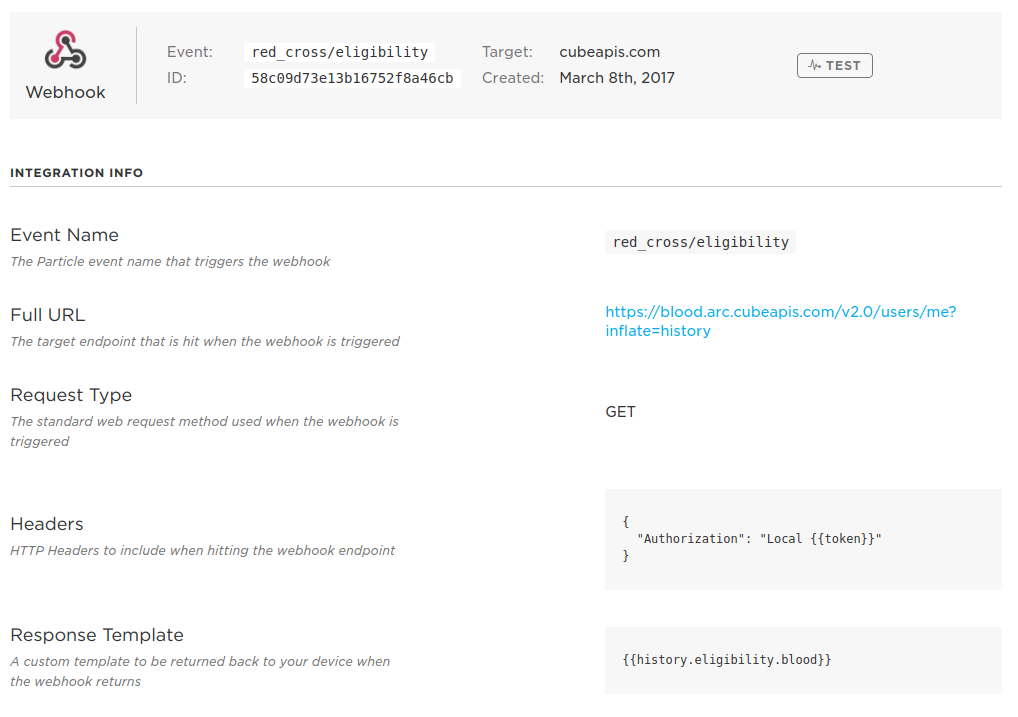 Webhook
Event: red_cross/eligibility Target: cubeapis.com
ID: 58c09d73e13b16752f8a46cb Created: March 8th, 2017
TEST
INTEGRATION INFO
Event Name
The Particle event name that triggers the webhook
red_cross/eligibility
Full URL
The target endpoint that is hit when the webhook is triggered
https://blood.arc.cubeapis.com/v2.0/users/me?
inflate=history
Request Type
The standard web request method used when the webhook is
triggered
GET
Headers
HTTP Headers to include when hitting the webhook endpoint
{
"Authorization": "Local {{token}}"
}
Response Template
A custom template to be returned back to your device when
the webhook returns
{{history.eligibility.blood}}